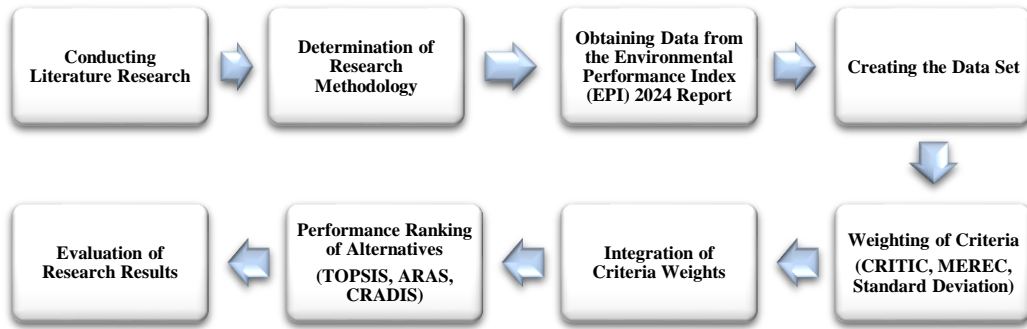 Conducting
Literature Research
Determination of
Research
Methodology
Obtaining Data from
the Environmental
Performance Index
(EPI) 2024 Report
Creating the Data Set
Weighting of Criteria
(CRITIC, MEREC,
Standard Deviation)
Integration of
Criteria Weights
Performance Ranking
of Alternatives
(TOPSIS, ARAS,
CRADIS)
Evaluation of
Research Results